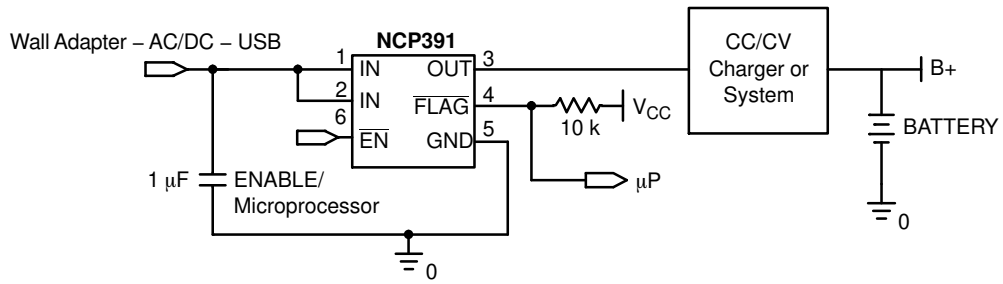 NCP391
Wall Adapter – AC/DC – USB
1
IN
OUT
3
2
IN
FLAG
4
6
EN
GND
5
10 k
VCC
μP
CC/CV
Charger or
System
B+
BATTERY
0
1 μF
ENABLE/
Microprocessor
0